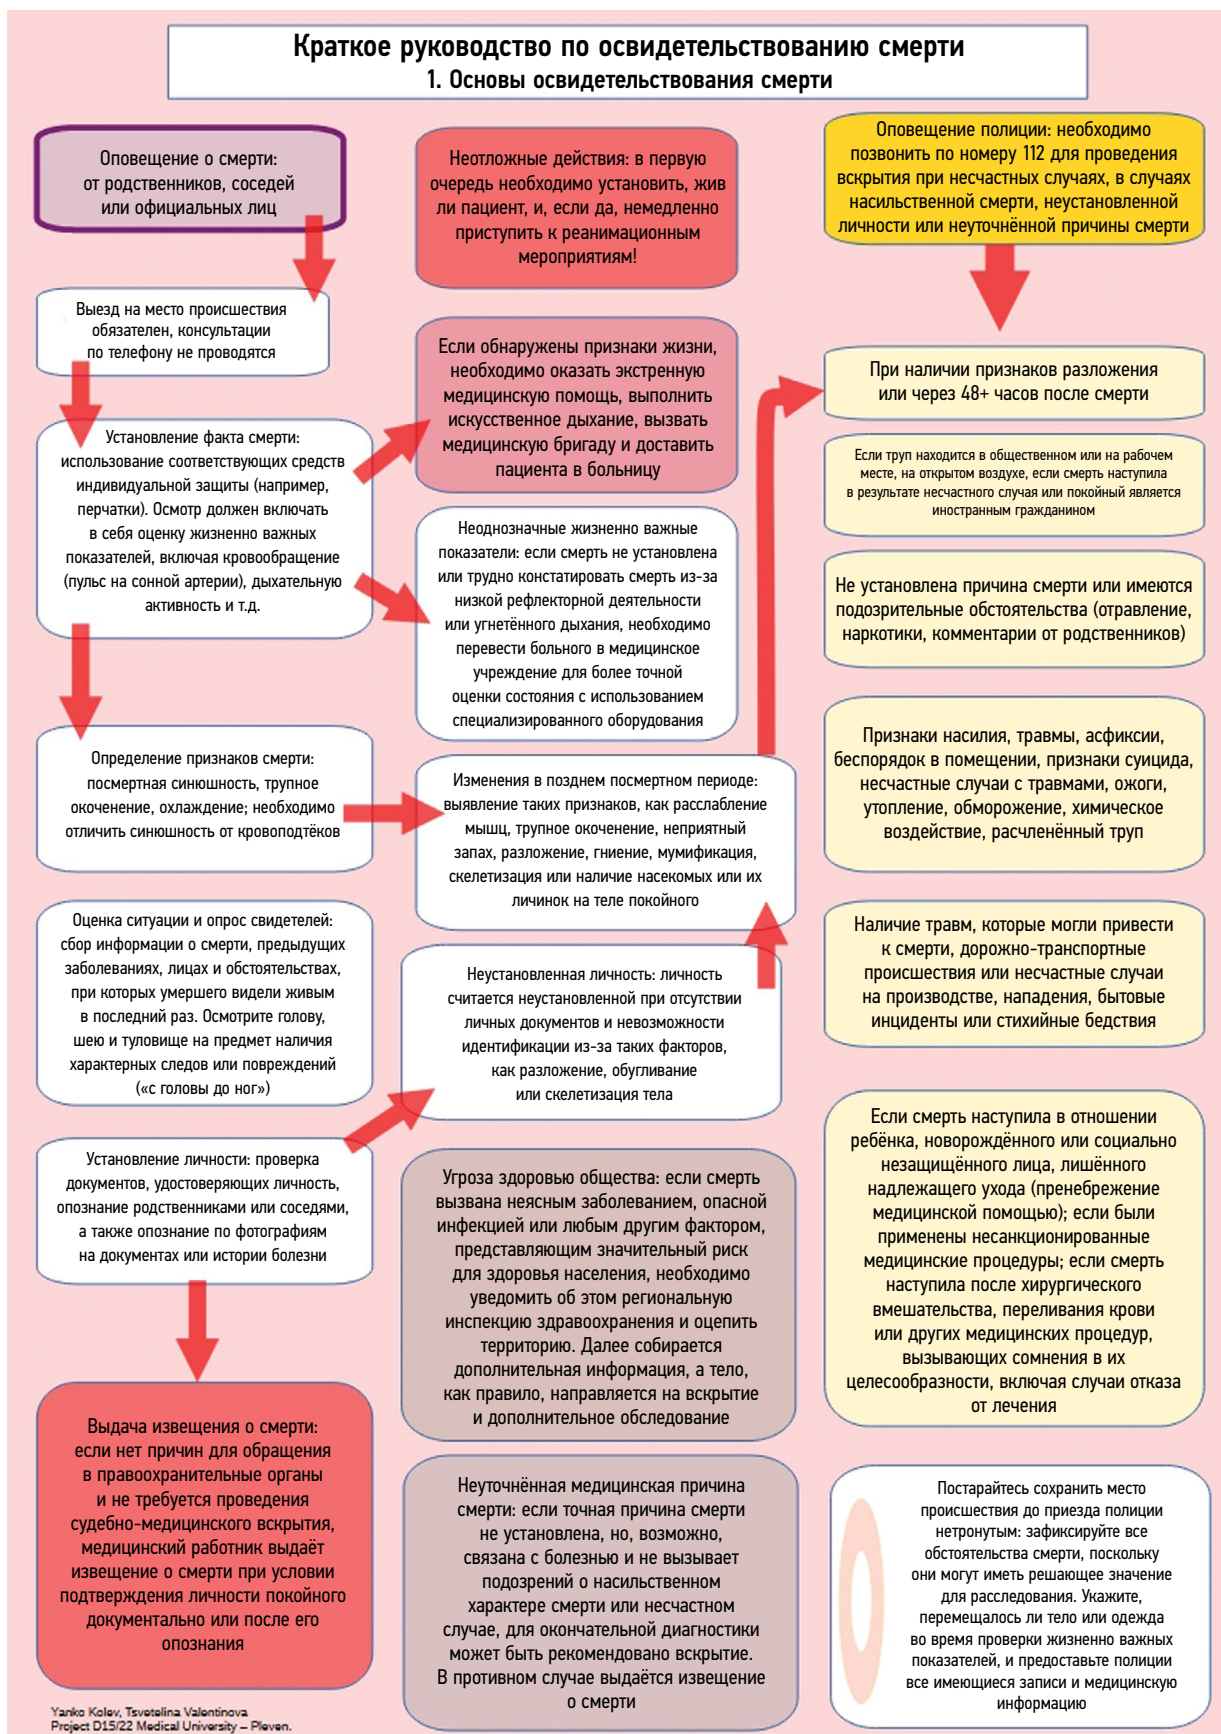 Краткое руководство по освидетельствованию смерти
1. Основы освидетельствования смерти
Оповещение о смерти:
от родственников, соседей
или официальных лиц
Выезд на место происшествия
обязателен, консультации
по телефону не проводятся
Установление факта смерти:
использование соответствующих средств
индивидуальной защиты (например,
перчатки). Осмотр должен включать
в себя оценку жизненно важных
показателей, включая кровообращение
(пульс на сонной артерии), дыхательную
активность и т.д.
Определение признаков смерти:
посмертная синюшность, трупное
окоченение, охлаждение; необходимо
отличить синюшность от кровоподтёков
Оценка ситуации и опрос свидетелей:
сбор информации о смерти, предыдущих
заболеваниях, лицах и обстоятельствах,
при которых умершего видели живым
в последний раз. Осмотрите голову,
шею и туловище на предмет наличия
характерных следов или повреждений
(«с головы до ног»)
Установление личности: проверка
документов, удостоверяющих личность,
опознание родственниками или соседями,
а также опознание по фотографиям
на документах или истории болезни
Выдача извещения о смерти:
если нет причин для обращения
в правоохранительные органы
и не требуется проведения
судебно-медицинского вскрытия,
медицинский работник выдаёт
извещение о смерти при условии
подтверждения личности покойного
документально или после его
опознания
Неотложные действия: в первую
очередь необходимо установить, жив
ли пациент, и, если да, немедленно
приступить к реанимационным
мероприятиям!
Если обнаружены признаки жизни,
необходимо оказать экстренную
медицинскую помощь, выполнить
искусственное дыхание, вызвать
медицинскую бригаду и доставить
пациента в больницу
Неоднозначные жизненно важные
показатели: если смерть не установлена
или трудно констатировать смерть из-за
низкой рефлекторной деятельности
или угнетённого дыхания, необходимо
перевести больного в медицинское
учреждение для более точной
оценки состояния с использованием
специализированного оборудования
Изменения в позднем посмертном периоде:
выявление таких признаков, как расслабление
мышц, трупное окоченение, неприятный
запах, разложение, гниение, мумификация,
скелетизация или наличие насекомых или их
личинок на теле покойного
Неустановленная личность: личность
считается неустановленной при отсутствии
личных документов и невозможности
идентификации из-за таких факторов,
как разложение, обугливание
или скелетизация тела
Угроза здоровью общества: если смерть
вызвана неясным заболеванием, опасной
инфекцией или любым другим фактором,
представляющим значительный риск
для здоровья населения, необходимо
уведомить об этом региональную
инспекцию здравоохранения и оцепить
территорию. Далее собирается
дополнительная информация, а тело,
как правило, направляется на вскрытие
и дополнительное обследование
Неуточнённая медицинская причина
смерти: если точная причина смерти
не установлена, но, возможно,
связана с болезнью и не вызывает
подозрений о насильственном
характере смерти или несчастном
случае, для окончательной диагностики
может быть рекомендовано вскрытие.
В противном случае выдаётся извещение
о смерти
Оповещение полиции: необходимо
позвонить по номеру 112 для проведения
вскрытия при несчастных случаях, в случаях
насильственной смерти, неустановленной
личности или неуточнённой причины смерти
При наличии признаков разложения
или через 48+ часов после смерти
Если труп находится в общественном или на рабочем
месте, на открытом воздухе, если смерть наступила
в результате несчастного случая или покойный является
иностранным гражданином
Не установлена причина смерти или имеются
подозрительные обстоятельства (отравление,
наркотики, комментарии от родственников)
Признаки насилия, травмы, асфиксии,
беспорядок в помещении, признаки суицида,
несчастные случаи с травмами, ожоги,
утопление, обморожение, химическое
воздействие, расчленённый труп
Наличие травм, которые могли привести
к смерти, дорожно-транспортные
происшествия или несчастные случаи
на производстве, нападения, бытовые
инциденты или стихийные бедствия
Если смерть наступила в отношении
ребёнка, новорождённого или социально
незащищённого лица, лишённого
надлежащего ухода (пренебрежение
медицинской помощью); если были
применены несанкционированные
медицинские процедуры; если смерть
наступила после хирургического
вмешательства, переливания крови
или других медицинских процедур,
вызывающих сомнения в их
целесообразности, включая случаи отказа
от лечения
Постарайтесь сохранить место
происшествия до приезда полиции
нетронутым: зафиксируйте все
обстоятельства смерти, поскольку
они могут иметь решающее значение
для расследования. Укажите,
перемещалось ли тело или одежда
во время проверки жизненно важных
показателей, и предоставьте полиции
все имеющиеся записи и медицинскую
информацию
Yanko Kolev, Tsvetelina Valentinova
Project D15/22 Medical University – Pleven.